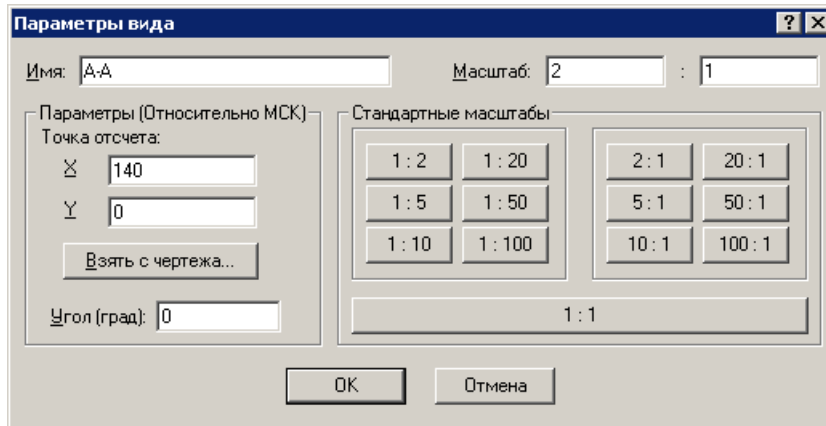 Параметры вида
Имя: А-А Масштаб: 2 : 1
Параметры (Относительно МСК)
Точка отсчета:
X 140
Y 0
Взять с чертежа...
Угол (град): 0
Стандартные масштабы
1 : 2 1 : 20 2 : 1 20 : 1
1 : 5 1 : 50 5 : 1 50 : 1
1 : 10 1 : 100 10 : 1 100 : 1
1 : 1
OK Отмена